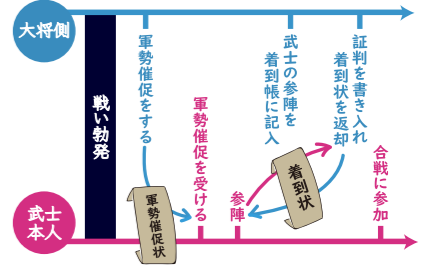 大将側
戦い勃発
軍勢催促をする
軍勢催促状
軍勢催促を受ける
参陣
武士の参陣を
着到帳に記入
着到状
証判を書き入れ
着到状を返却
合戦に参加
武士
本人